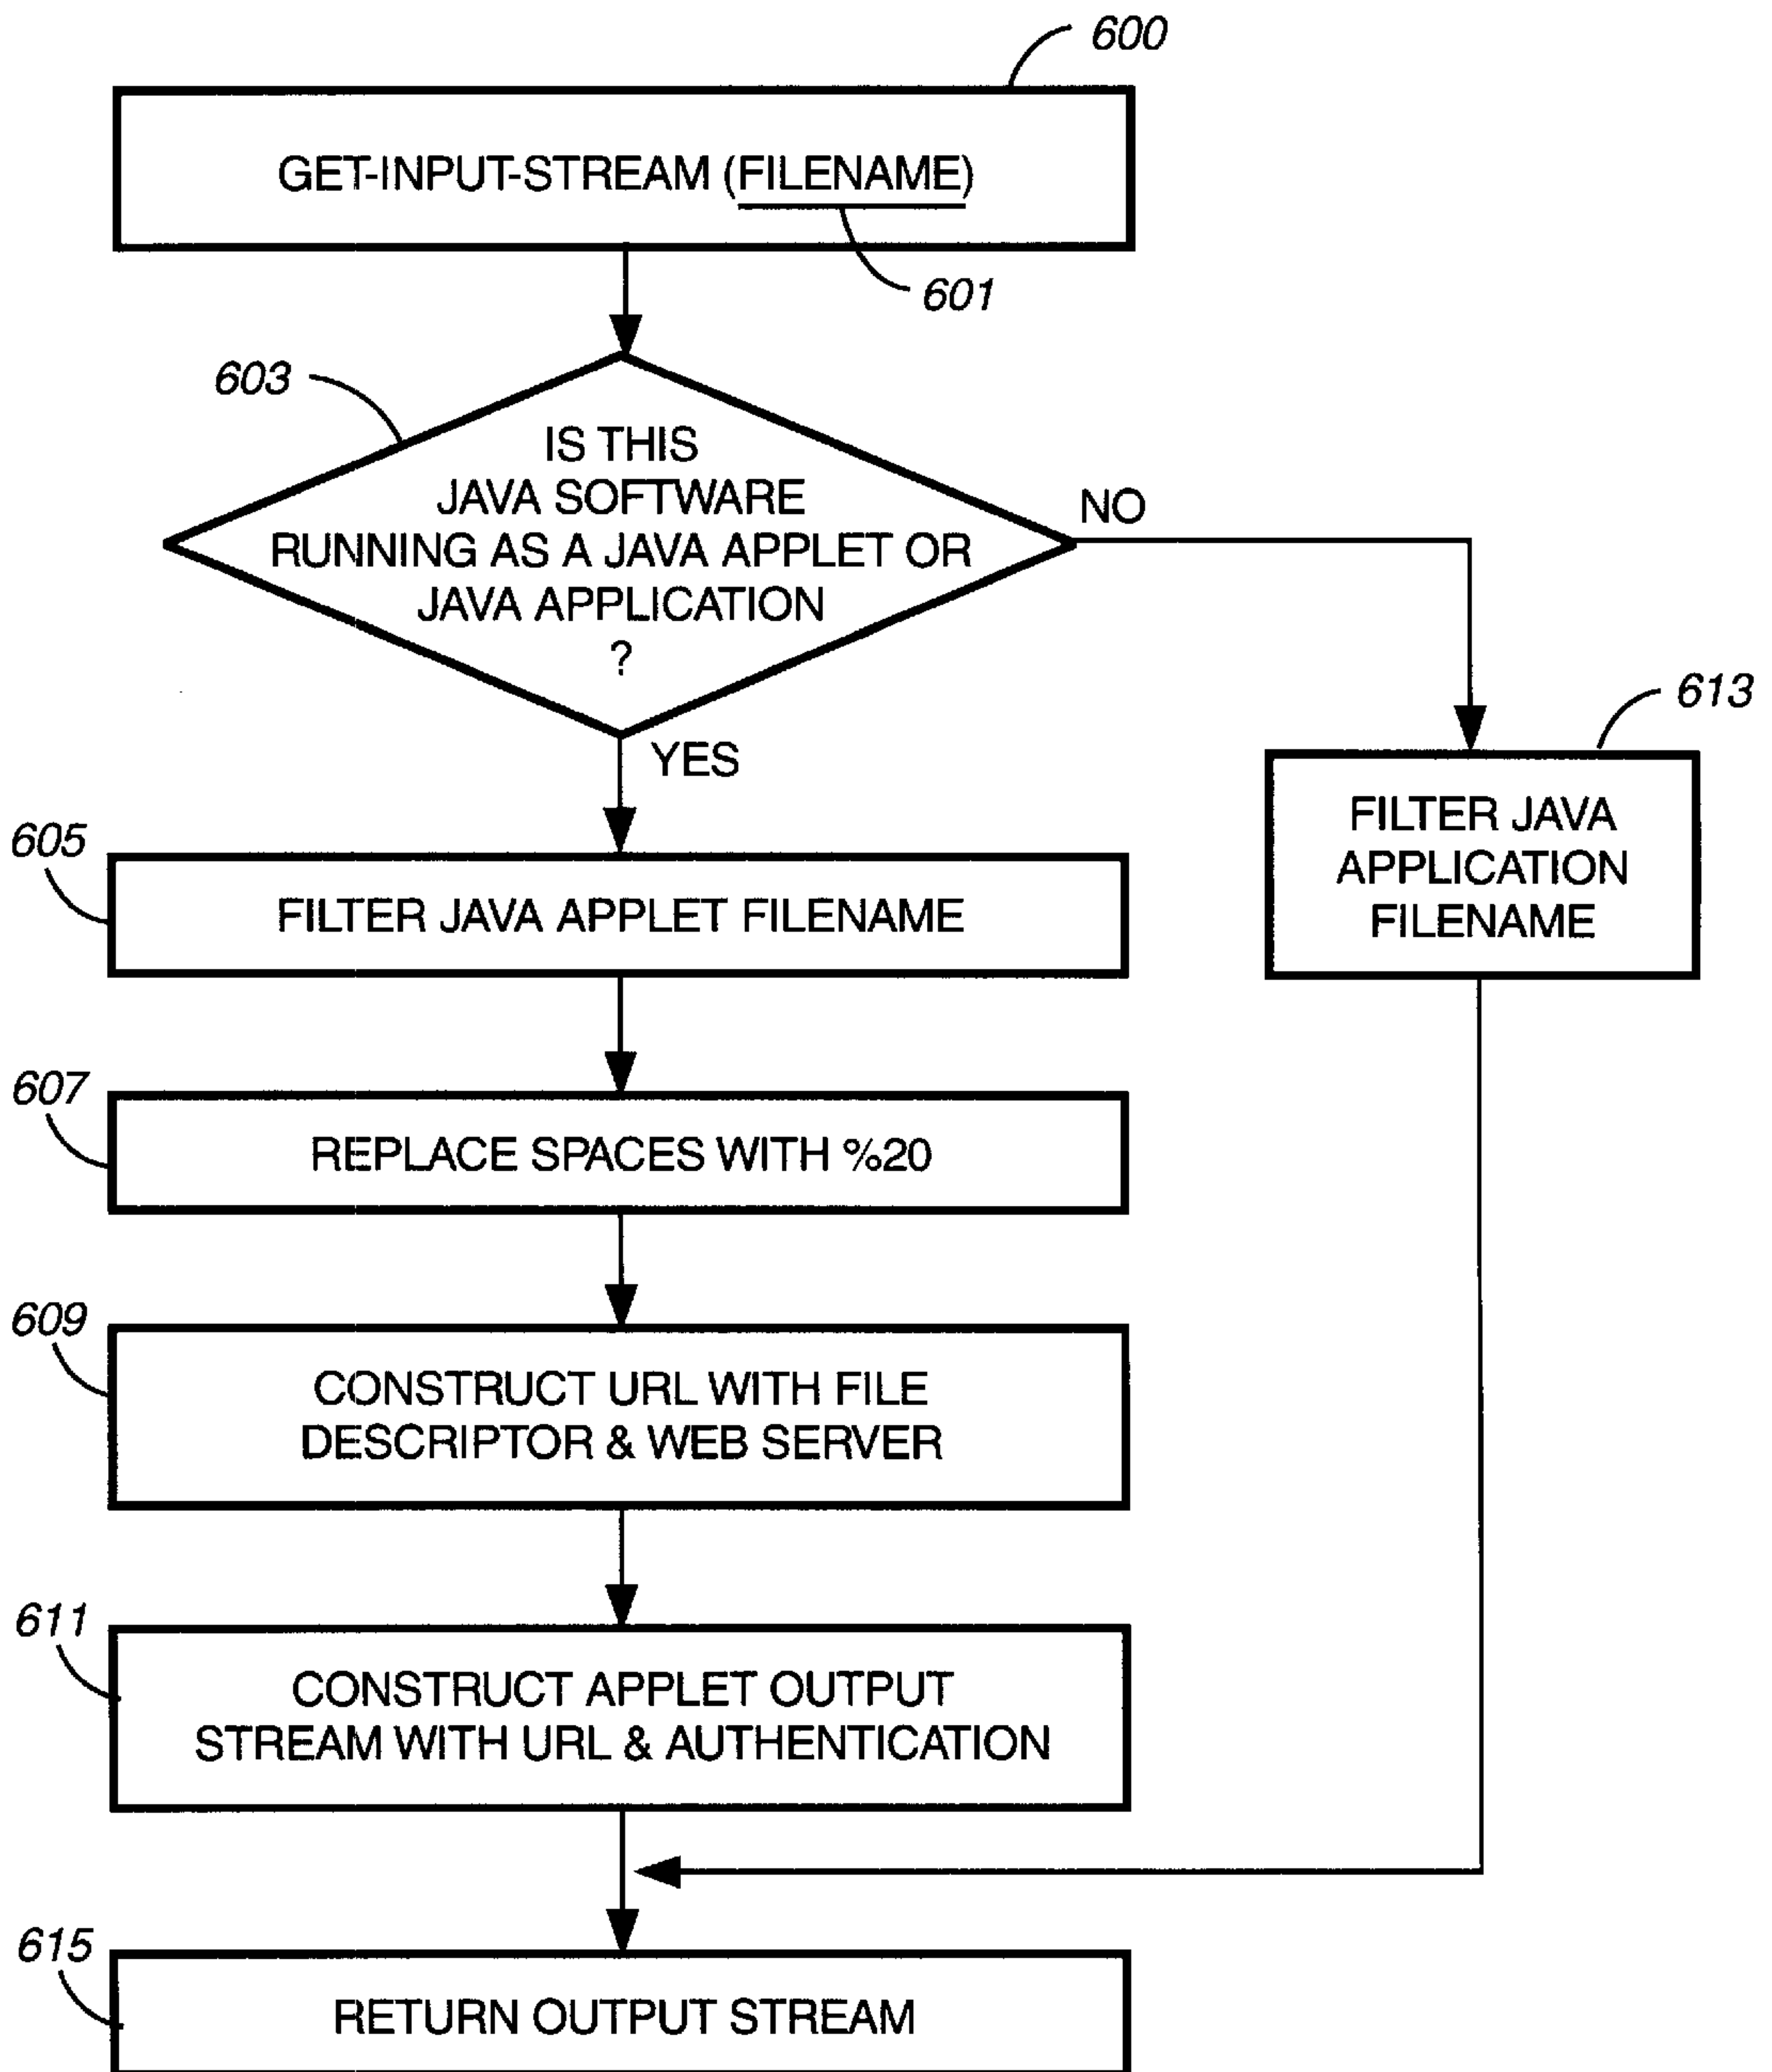 600
GET-INPUT-STREAM (FILENAME)
601
603
IS THIS
JAVA SOFTWARE
RUNNING AS A JAVA APPLET OR
JAVA APPLICATION
?
NO
YES
613
FILTER JAVA
APPLICATION
FILENAME
605
FILTER JAVA APPLET FILENAME
607
REPLACE SPACES WITH %20
609
CONSTRUCT URL WITH FILE
DESCRIPTOR & WEB SERVER
611
CONSTRUCT APPLET OUTPUT
STREAM WITH URL & AUTHENTICATION
615
RETURN OUTPUT STREAM